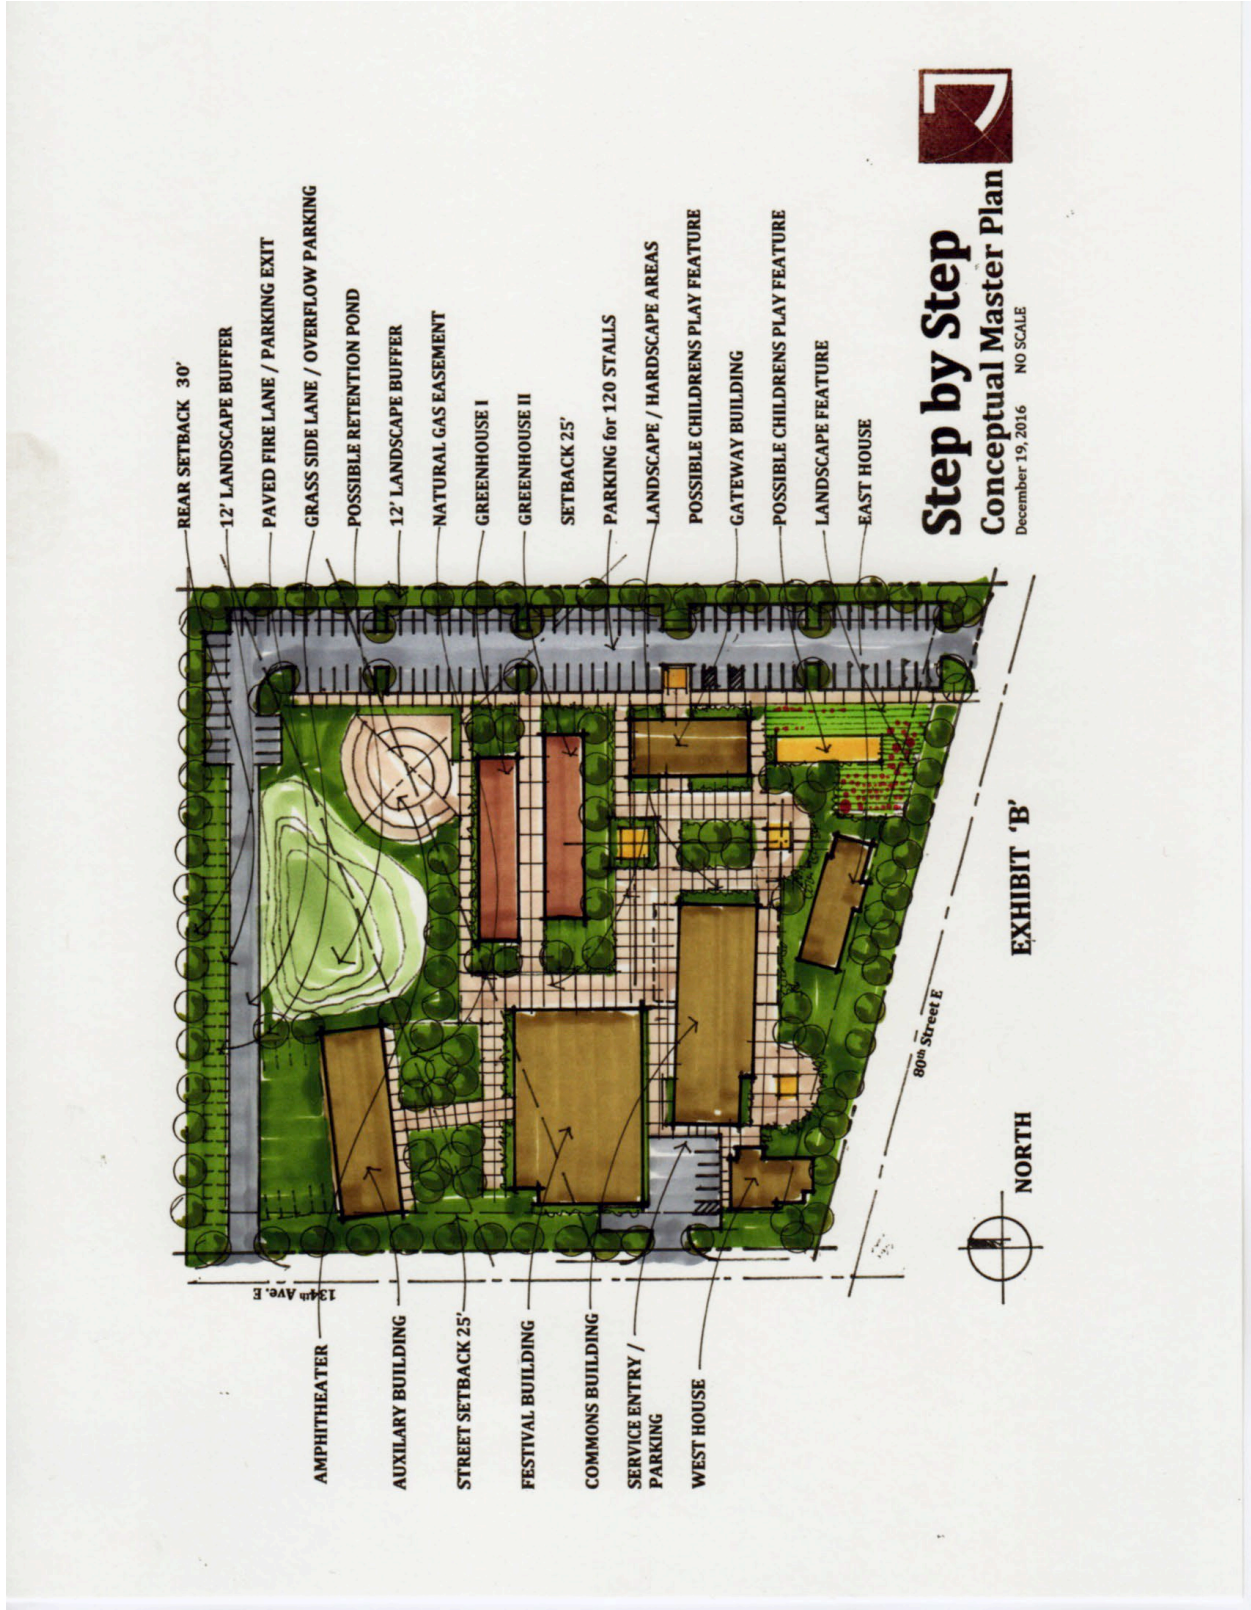 REAR SETBACK 30'
12' LANDSCAPE BUFFER
PAVED FIRE LANE / PARKING EXIT
GRASS SIDE LANE / OVERFLOW PARKING
POSSIBLE RETENTION POND
12' LANDSCAPE BUFFER
NATURAL GAS EASEMENT
GREENHOUSE I
GREENHOUSE II
SETBACK 25'
PARKING for 120 STALLS
LANDSCAPE / HARDSCAPE AREAS
POSSIBLE CHILDRENS PLAY FEATURE
GATEWAY BUILDING
POSSIBLE CHILDRENS PLAY FEATURE
LANDSCAPE FEATURE
EAST HOUSE
AMPHITHEATER
AUXILARY BUILDING
STREET SETBACK 25'
FESTIVAL BUILDING
COMMONS BUILDING
SERVICE ENTRY /
PARKING
WEST HOUSE
134th Ave. E
80th Street E
NORTH
EXHIBIT 'B'
Step by Step
Conceptual Master Plan
December 19, 2016 NO SCALE